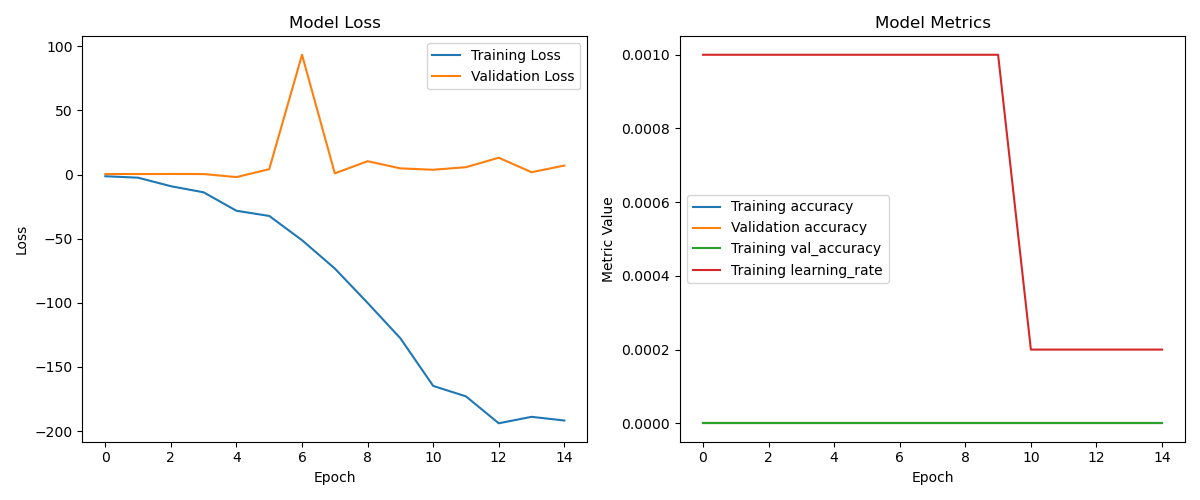 Model Loss
100
50
0
−50
−100
−150
−200
Loss
Training Loss
Validation Loss
0 2 4 6 8 10 12 14
Epoch
Model Metrics
0.0010
0.0008
0.0006
0.0004
0.0002
0.0000
Metric Value
Training accuracy
Validation accuracy
Training val_accuracy
Training learning_rate
0 2 4 6 8 10 12 14
Epoch